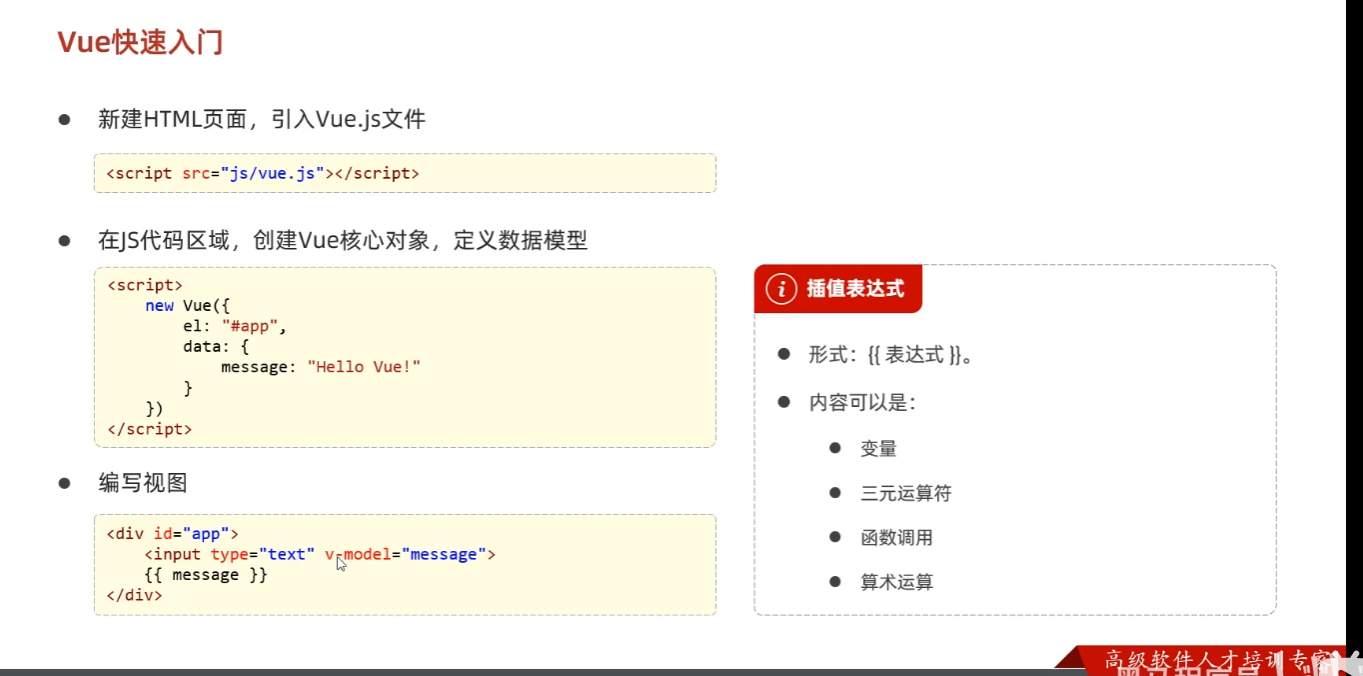 Vue快速入门
新建HTML页面，引入Vue.js文件
<script src="js/vue.js"></script>
在JS代码区域，创建Vue核心对象，定义数据模型
<script>
new Vue({
el: "#app",
data: {
message: "Hello Vue!"
}
})
</script>
编写视图
<div id="app">
<input type="text" v-model="message">
{{ message }}
</div>
插值表达式
形式：{{ 表达式 }}。
内容可以是：
变量
三元运算符
函数调用
算术运算
高级软件人才培训专家